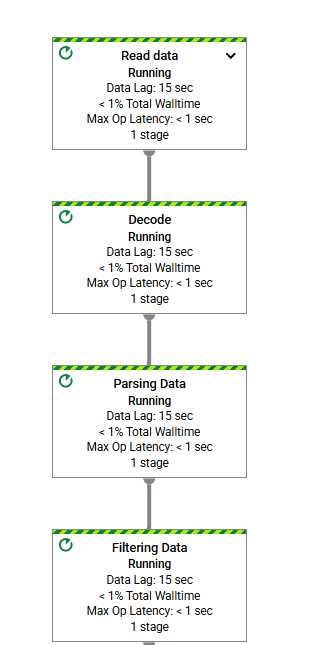 Read data
Running
Data Lag: 15 sec
< 1% Total Walltime
Max Op Latency: < 1 sec
1 stage
Decode
Running
Data Lag: 15 sec
< 1% Total Walltime
Max Op Latency: < 1 sec
1 stage
Parsing Data
Running
Data Lag: 15 sec
< 1% Total Walltime
Max Op Latency: < 1 sec
1 stage
Filtering Data
Running
Data Lag: 15 sec
< 1% Total Walltime
Max Op Latency: < 1 sec
1 stage